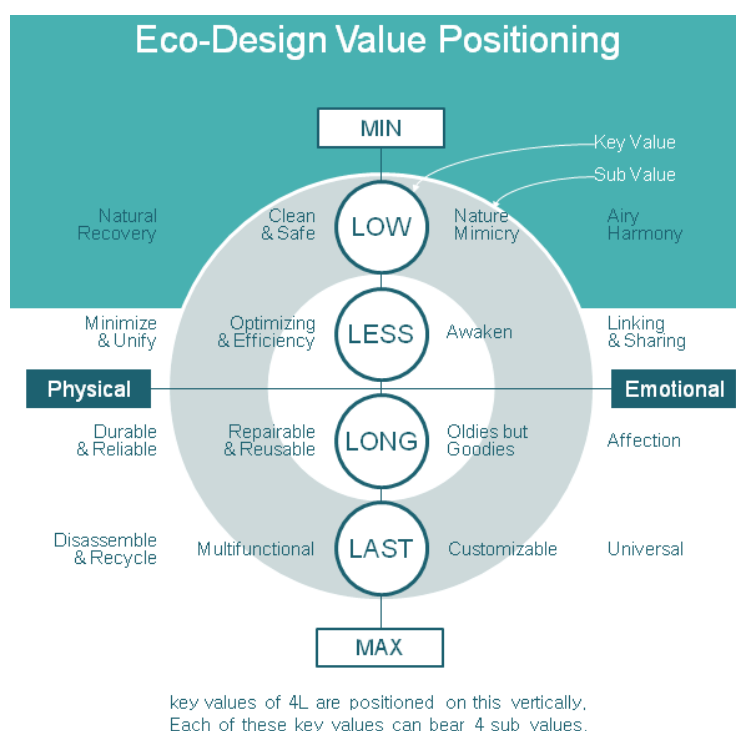 Eco-Design Value Positioning
MIN
Key Value
Sub Value
Natural
Recovery
Clean
& Safe
LOW
Nature
Mimicry
Airy
Harmony
Minimize
& Unify
Optimizing
& Efficiency
LESS
Awaken
Linking
& Sharing
Physical
Emotional
Durable
& Reliable
Repairable
& Reusable
LONG
Oldies but
Goodies
Affection
Disassemble
& Recycle
Multifunctional
LAST
Customizable
Universal
MAX
key values of 4L are positioned on this vertically,
Each of these key values can bear 4 sub values.